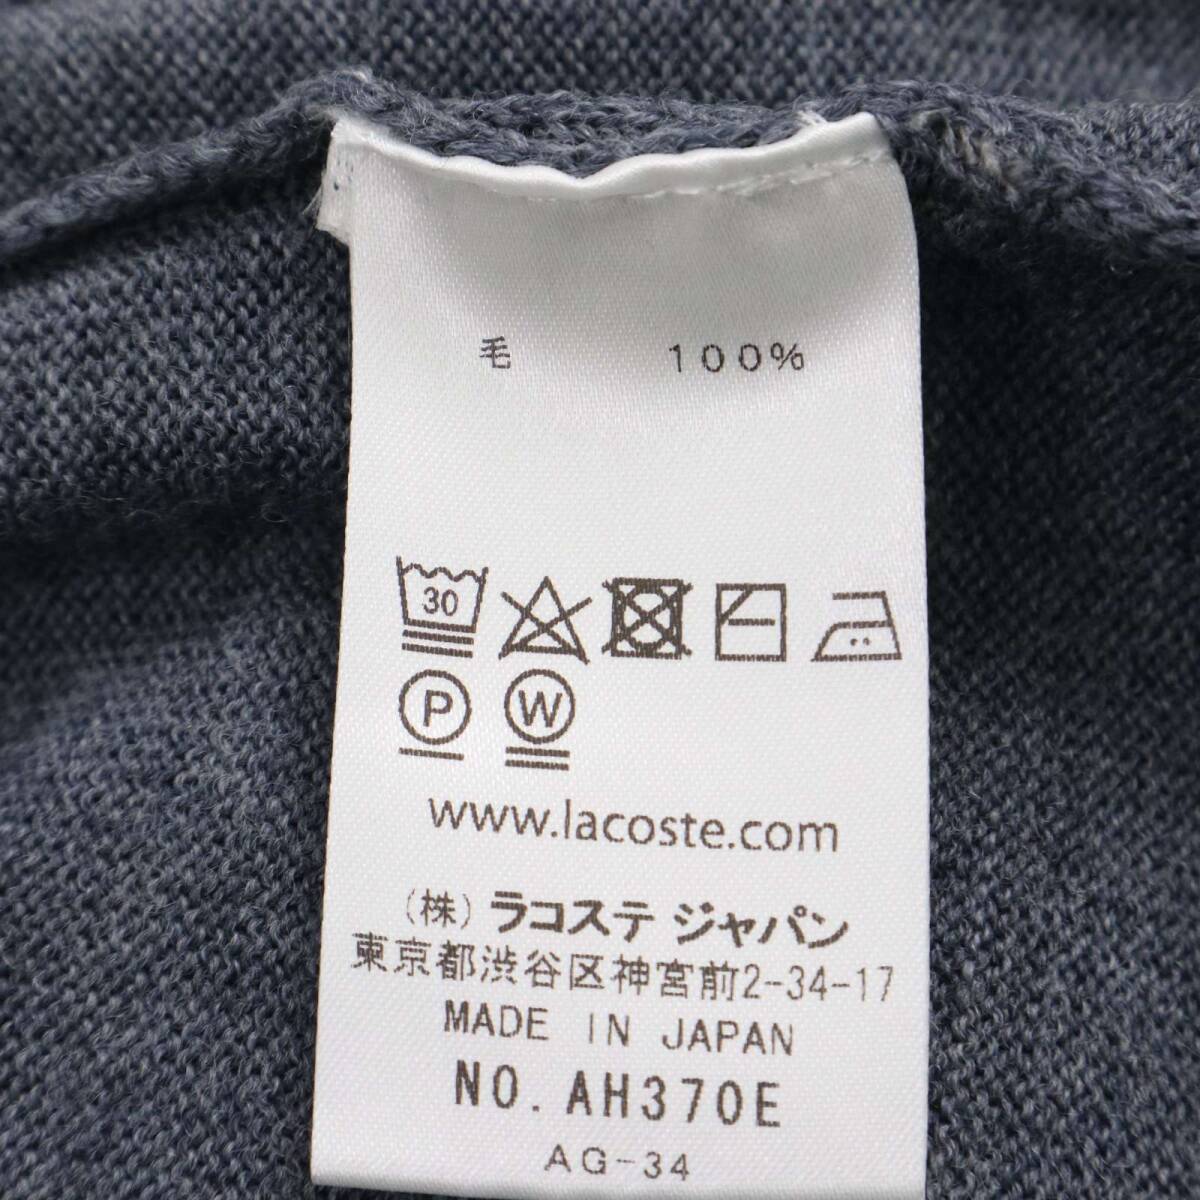 毛 100%
30
P W
www.lacoste.com
(株) ラコステ ジャパン
東京都渋谷区神宮前2-34-17
MADE IN JAPAN
NO. AH370E
AG-34